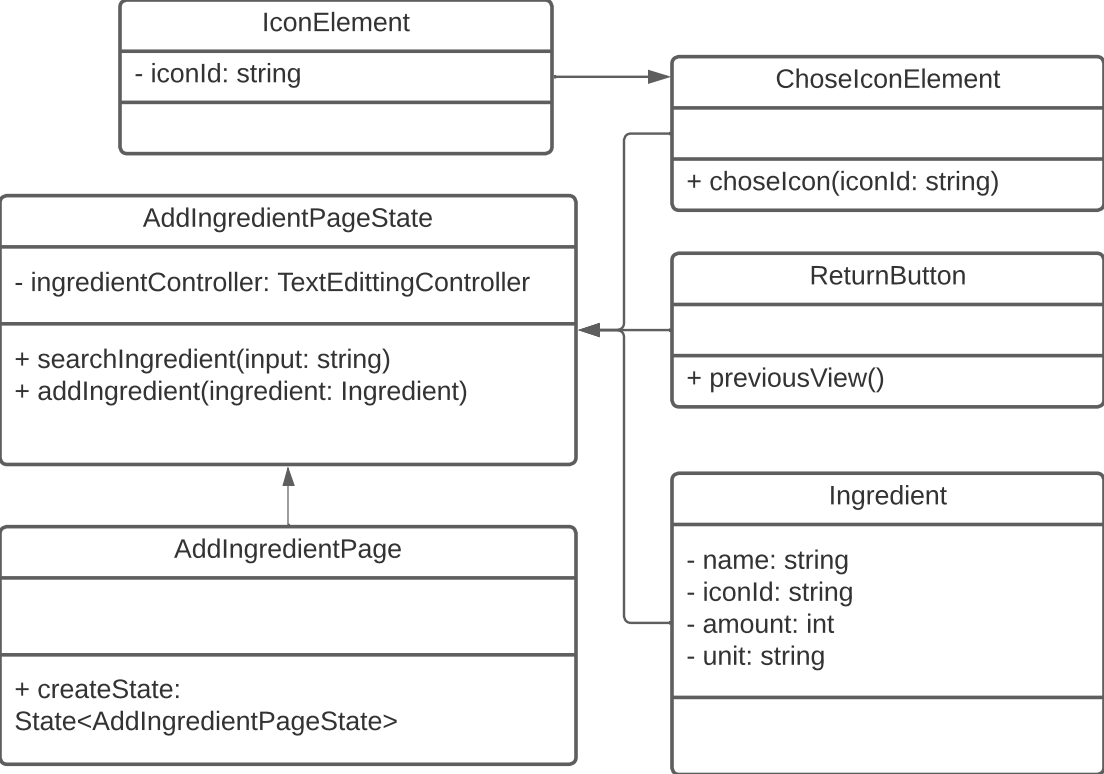 IconElement
- iconId: string
ChoseIconElement
+ choseIcon(iconId: string)
AddIngredientPageState
- ingredientController: TextEdittingController
+ searchIngredient(input: string)
+ addIngredient(ingredient: Ingredient)
ReturnButton
+ previousView()
AddIngredientPage
+ createState:
State<AddIngredientPageState>
Ingredient
- name: string
- iconId: string
- amount: int
- unit: string